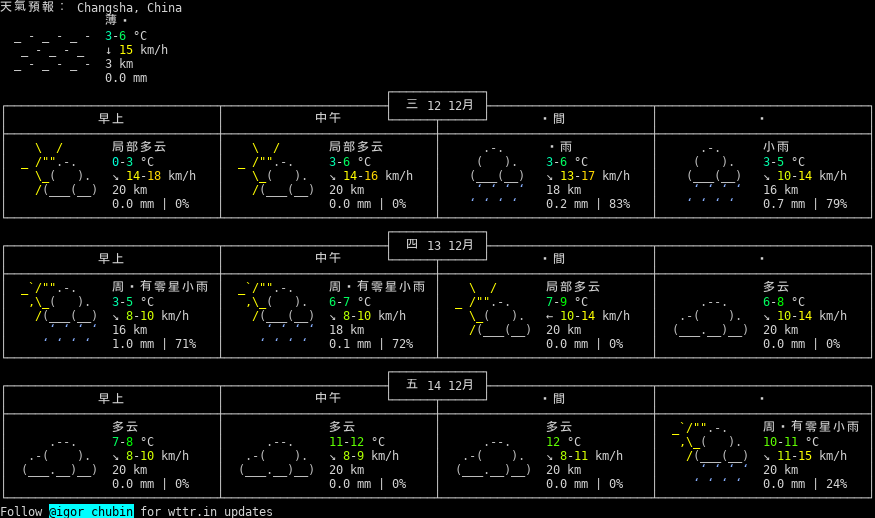 天氣預報： Changsha, China
薄・
3-6 °C
↓ 15 km/h
3 km
0.0 mm
三 12 12月
早上 中午 ・間 ・
局部多云 局部多云 ・雨 小雨
0-3 °C 3-6 °C 3-6 °C 3-5 °C
↘ 14-18 km/h ↘ 14-16 km/h ↘ 13-17 km/h ↘ 10-14 km/h
20 km 20 km 18 km 16 km
0.0 mm | 0% 0.0 mm | 0% 0.2 mm | 83% 0.7 mm | 79%
四 13 12月
早上 中午 ・間 ・
周・有零星小雨 周・有零星小雨 局部多云 多云
3-5 °C 6-7 °C 7-9 °C 6-8 °C
↘ 8-10 km/h ↘ 8-10 km/h ← 10-14 km/h ↘ 10-14 km/h
16 km 18 km 20 km 20 km
1.0 mm | 71% 0.1 mm | 72% 0.0 mm | 0% 0.0 mm | 0%
五 14 12月
早上 中午 ・間 ・
多云 多云 多云 周・有零星小雨
7-8 °C 11-12 °C 12 °C 10-11 °C
↘ 8-10 km/h ↘ 8-9 km/h ↘ 8-11 km/h ↘ 11-15 km/h
20 km 20 km 20 km 20 km
0.0 mm | 0% 0.0 mm | 0% 0.0 mm | 0% 0.0 mm | 24%
Follow @igor_chubin for wttr.in updates